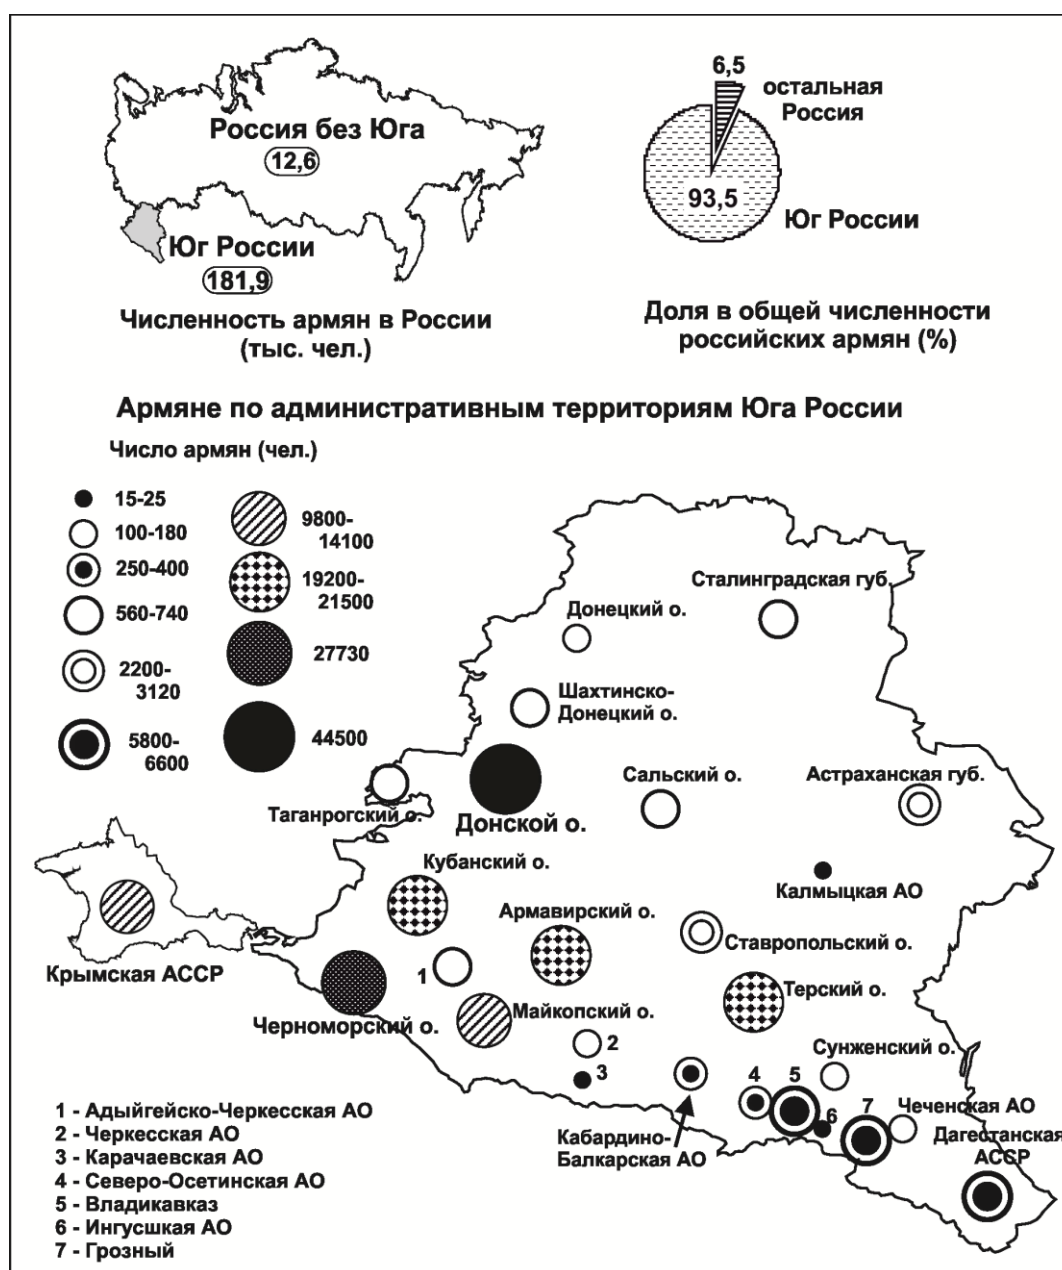 Россия без Юга
12,6
Юг России
181,9
Численность армян в России
(тыс. чел.)
6,5
остальная
Россия
93,5
Юг России
Доля в общей численности
российских армян (%)
Армяне по административным территориям Юга России
Число армян (чел.)
15-25
100-180
250-400
560-740
2200-
3120
5800-
6600
9800-
14100
19200-
21500
27730
44500
Сталинградская губ.
Донецкий о.
Шахтинско-
Донецкий о.
Сальский о.
Астраханская губ.
Таганрогский о.
Донской о.
Калмыцкая АО
Кубанский о.
Армавирский о.
Ставропольский о.
Крымская АССР
1
Терский о.
Черноморский о.
Майкопский о.
2
3
Сунженский о.
4
5
6
7
Чеченская АО
Кабардино-
Балкарская АО
Дагестанская
АССР
1 - Адыйгейско-Черкесская АО
2 - Черкесская АО
3 - Карачаевская АО
4 - Северо-Осетинская АО
5 - Владикавказ
6 - Ингушкая АО
7 - Грозный